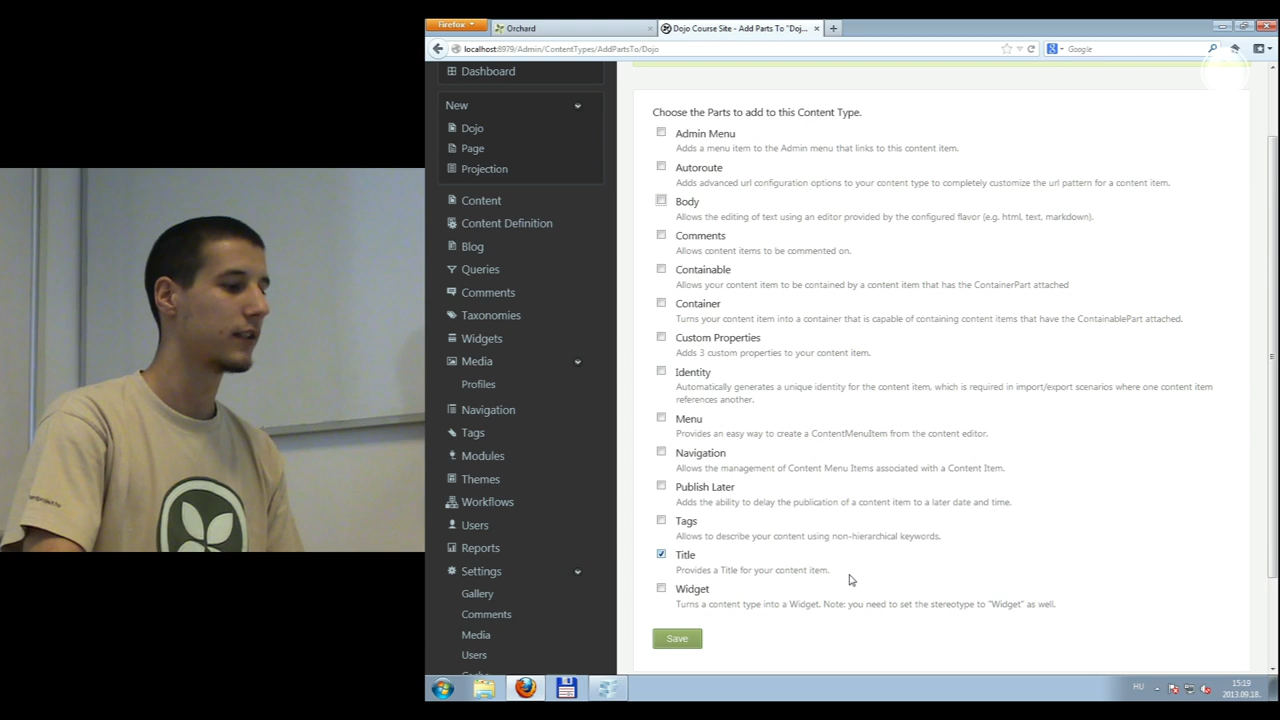 Firefox
Orchard
Dojo Course Site - Add Parts To "Doj...
localhost:8979/Admin/ContentTypes/AddPartsTo/Dojo
Google
Dashboard
New
Dojo
Page
Projection
Content
Content Definition
Blog
Queries
Comments
Taxonomies
Widgets
Media
Profiles
Navigation
Tags
Modules
Themes
Workflows
Users
Reports
Settings
Gallery
Comments
Media
Users
Choose the Parts to add to this Content Type.
Admin Menu
Adds a menu item to the Admin menu that links to this content item.
Autoroute
Adds advanced url configuration options to your content type to completely customize the url pattern for a content item.
Body
Allows the editing of text using an editor provided by the configured flavor (e.g. html, text, markdown).
Comments
Allows content items to be commented on.
Containable
Allows your content item to be contained by a content item that has the ContainerPart attached
Container
Turns your content item into a container that is capable of containing content items that have the ContainablePart attached.
Custom Properties
Adds 3 custom properties to your content item.
Identity
Automatically generates a unique identity for the content item, which is required in import/export scenarios where one content item
references another.
Menu
Provides an easy way to create a ContentMenuItem from the content editor.
Navigation
Allows the management of Content Menu Items associated with a Content Item.
Publish Later
Adds the ability to delay the publication of a content item to a later date and time.
Tags
Allows to describe your content using non-hierarchical keywords.
Title
Provides a Title for your content item.
Widget
Turns a content type into a Widget. Note: you need to set the stereotype to "Widget" as well.
Save
HU
15:19
2013.09.18.